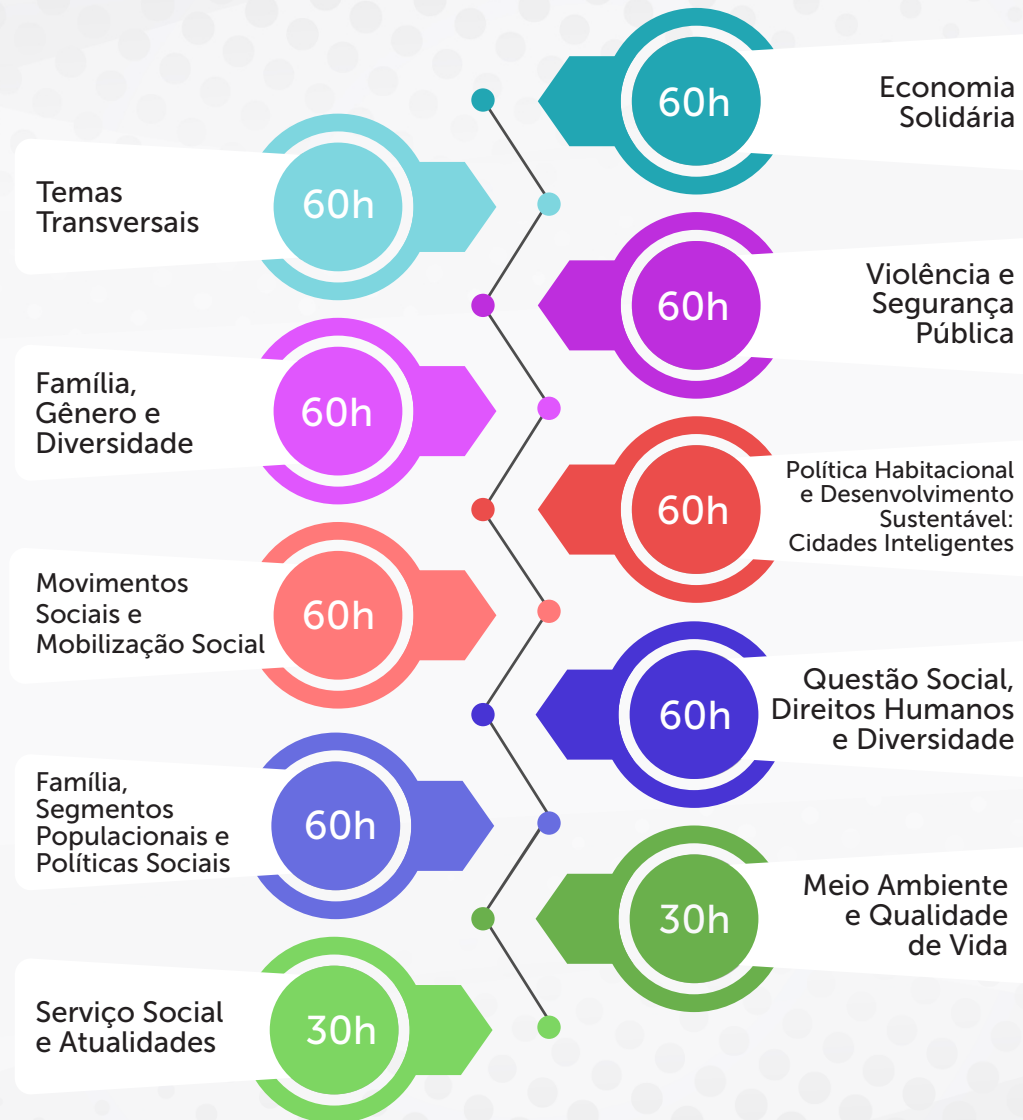 60h
Economia
Solidária
Temas
Transversais
60h
60h
Violência e
Segurança
Pública
Família,
Gênero e
Diversidade
60h
60h
Política Habitacional
e Desenvolvimento
Sustentável:
Cidades Inteligentes
Movimentos
Sociais e
Mobilização Social
60h
60h
Questão Social,
Direitos Humanos
e Diversidade
Família,
Segmentos
Populacionais e
Políticas Sociais
60h
30h
Meio Ambiente
e Qualidade
de Vida
Serviço Social
e Atualidades
30h